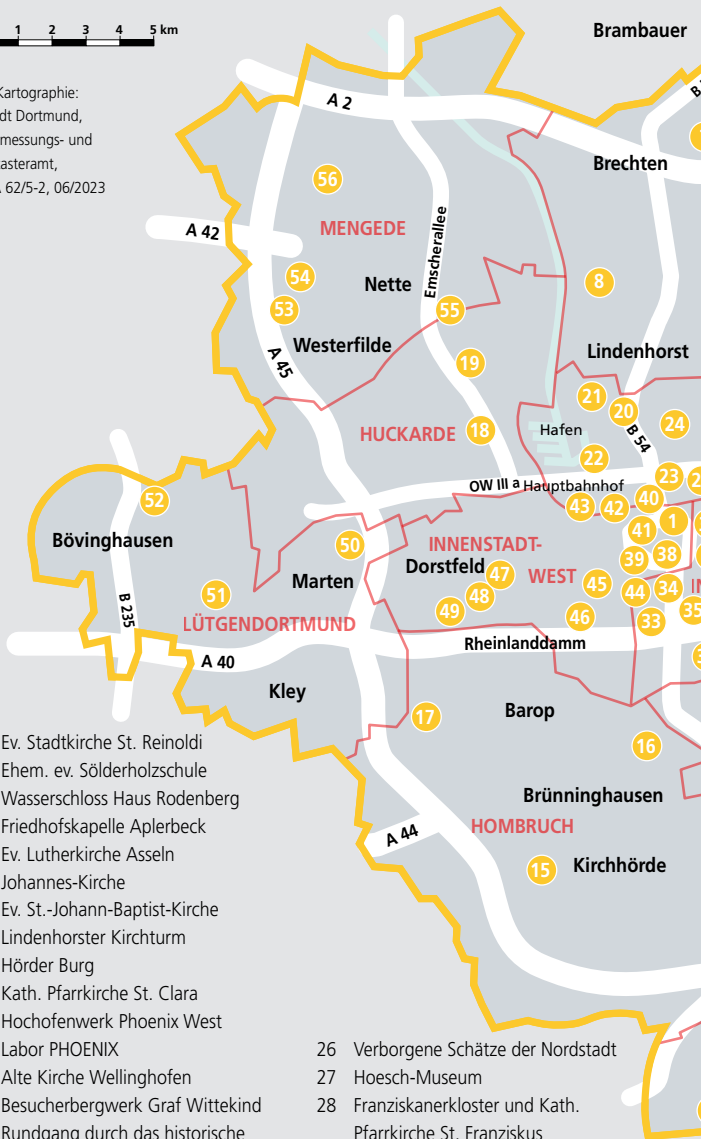 1 2 3 4 5 km
Brambauer
Kartographie:
dt Dortmund,
messungs- und
asteramt,
62/5-2, 06/2023
A 2
B
Brechten
56
MENGEDE
A 42
Emscherallee
54
Nette
8
53
55
Westerfilde
Lindenhorst
A 45
19
21
20
24
HUCKARDE
18
Hafen
B 54
22
OW III a
Hauptbahnhof
23
2
52
43
42
40
1
41
Bövinghausen
50
INNENSTADT-
WEST
Dorstfeld
39
38
Marten
47
45
44
34
IN
51
48
B 235
49
46
33
35
LÜTGENDORTMUND
Rheinlanddamm
A 40
3
Kley
17
Barop
16
Brünninghausen
A 44
HOMBRUCH
15
Kirchhörde
Ev. Stadtkirche St. Reinoldi
Ehem. ev. Sölderholzschule
Wasserschloss Haus Rodenberg
Friedhofskapelle Aplerbeck
Ev. Lutherkirche Asseln
Johannes-Kirche
Ev. St.-Johann-Baptist-Kirche
Lindenhorster Kirchturm
Hörder Burg
Kath. Pfarrkirche St. Clara
Hochofenwerk Phoenix West
Labor PHOENIX
Alte Kirche Wellinghofen
Besucherbergwerk Graf Wittekind
Rundgang durch das historische
26 Verborgene Schätze der Nordstadt
27 Hoesch-Museum
28 Franziskanerkloster und Kath.
Pfarrkirche St. Franziskus